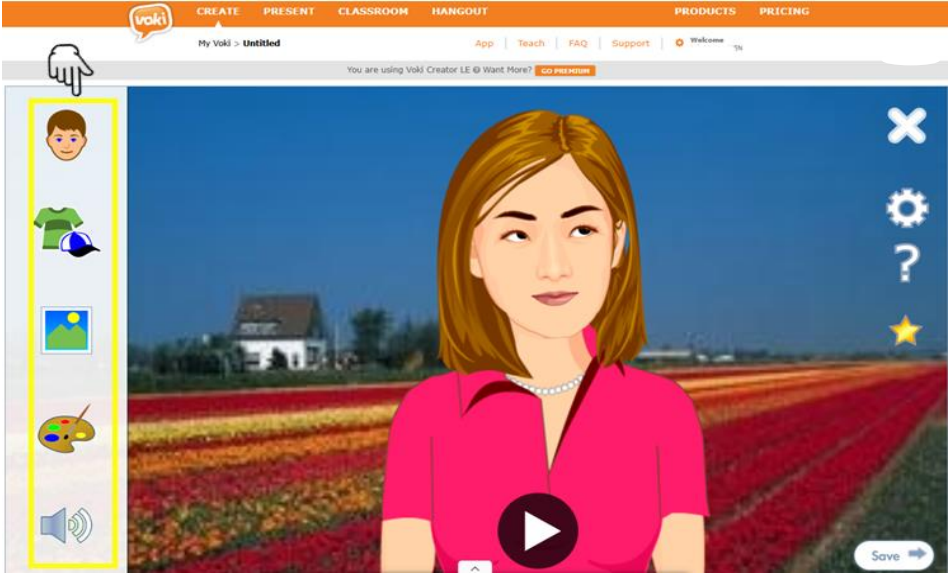 voki
CREATE PRESENT CLASSROOM HANGOUT PRODUCTS PRICING
My Voki > Untitled App Teach FAQ Support Welcome
You are using Voki Creator LE Want More? GO PREMIUM
?
Save